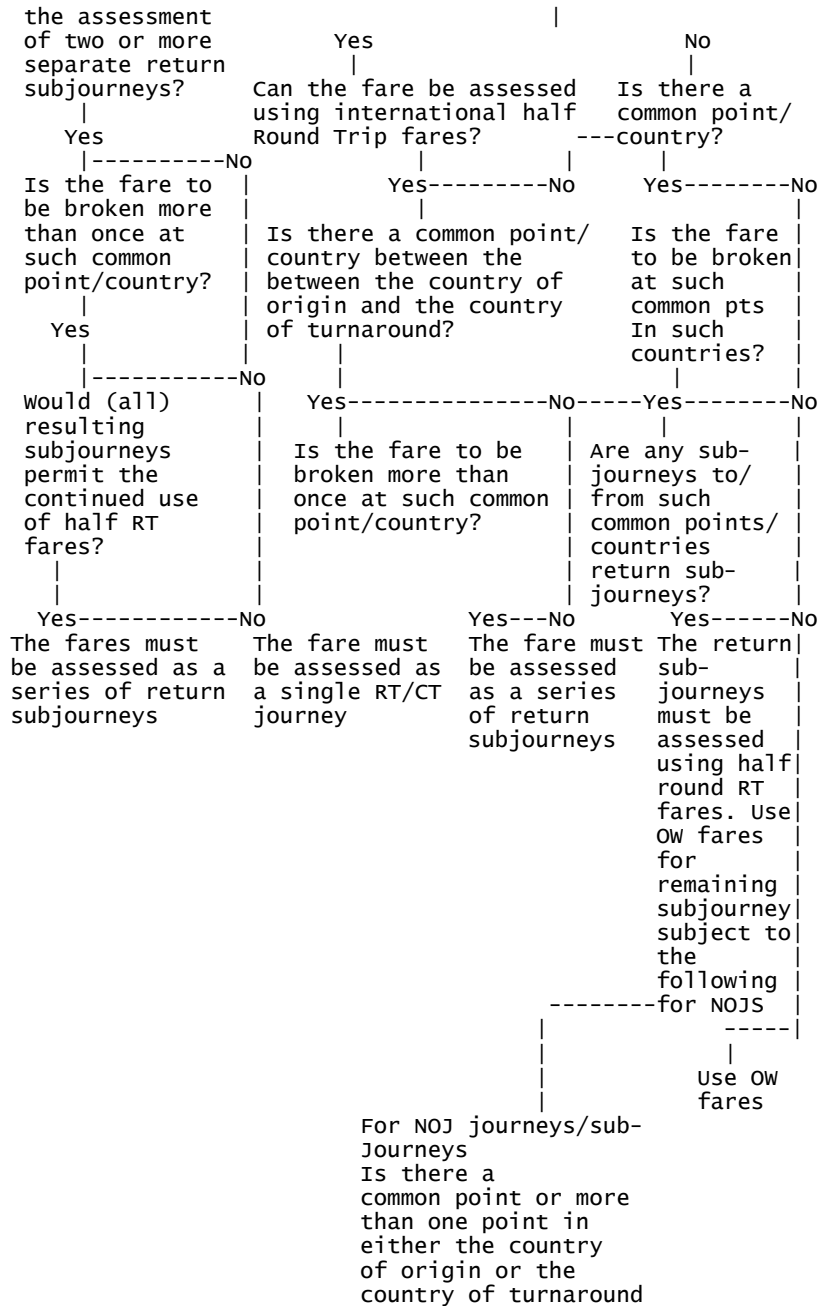 the assessment                              |
of two or more          Yes                           No
separate return          |                            |
subjourneys?    Can the fare be assessed    Is there a
     |          using international half    common point/
    Yes         Round Trip fares?       ---country?
     |----------No            |         |      |
Is the fare to  |           Yes---------No    Yes--------No
be broken more  |             |                           |
than once at    | Is there a common point/   Is the fare |
such common     | country between the        to be broken|
point/country?  | between the country of     at such     |
    |           | origin and the country     common pts  |
  Yes           | of turnaround?             In such     |
    |           |      |                     countries?  |
    |-----------No     |                         |       |
Would (all)      |   Yes---------------No-----Yes--------No
resulting        |     |                |      |         |
subjourneys      |  Is the fare to be   | Are any sub-   |
permit the       |  broken more than    | journeys to/   |
continued use    |  once at such common | from such      |
of half RT       |  point/country?      | common points/ |
fares?           |                      | countries      |
  |              |                      | return sub-    |
  |              |                      | journeys?      |
 Yes------------No              Yes---No       Yes------No
The fares must    The fare must   The fare must The return|
be assessed as a  be assessed as  be assessed   sub-      |
series of return  a single RT/CT  as a series   journeys  |
subjourneys       journey         of return     must be   |
subjourneys   assessed  |
using half|
round RT  |
fares. Use|
OW fares  |
for       |
remaining |
subjourney|
subject to|
the       |
following |
--------for NOJS  |
|            -----|
|            |
|          Use OW
|          fares
For NOJ journeys/sub-
Journeys
Is there a
common point or more
than one point in
either the country
of origin or the
country of turnaround